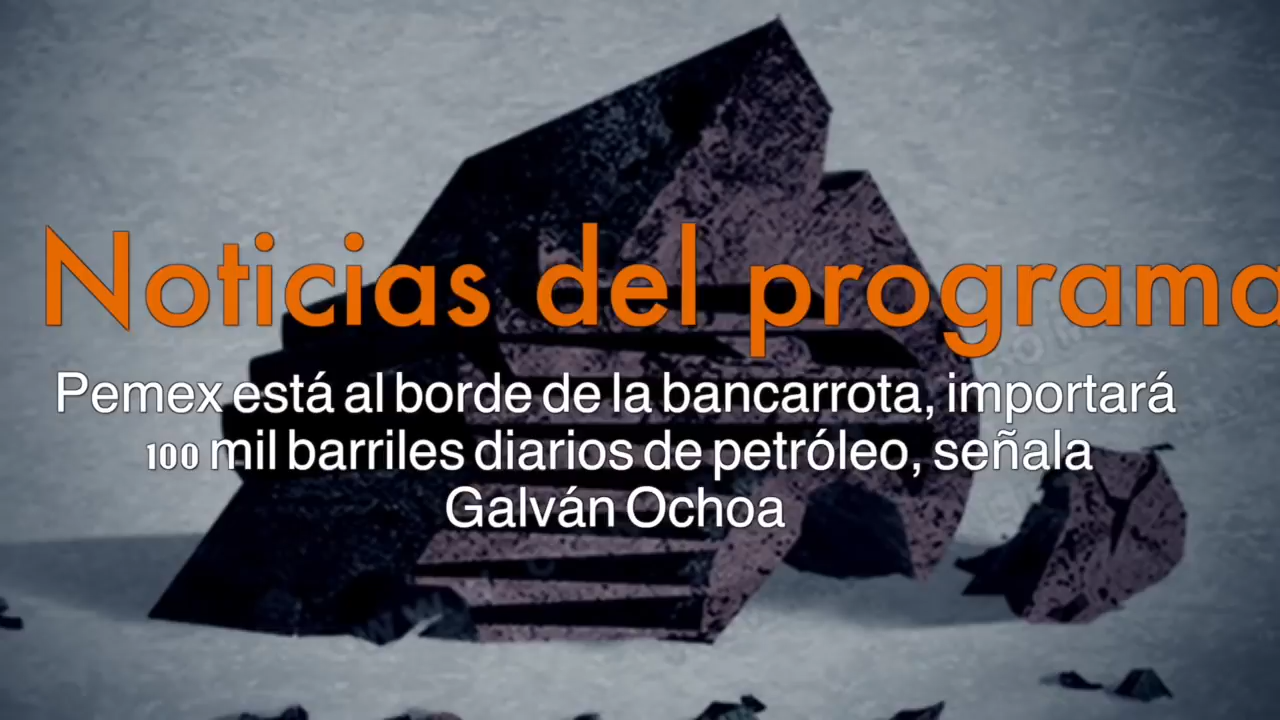 Noticias del programa
Pemex está al borde de la bancarrota, importará
100 mil barriles diarios de petróleo, señala
Galván Ochoa